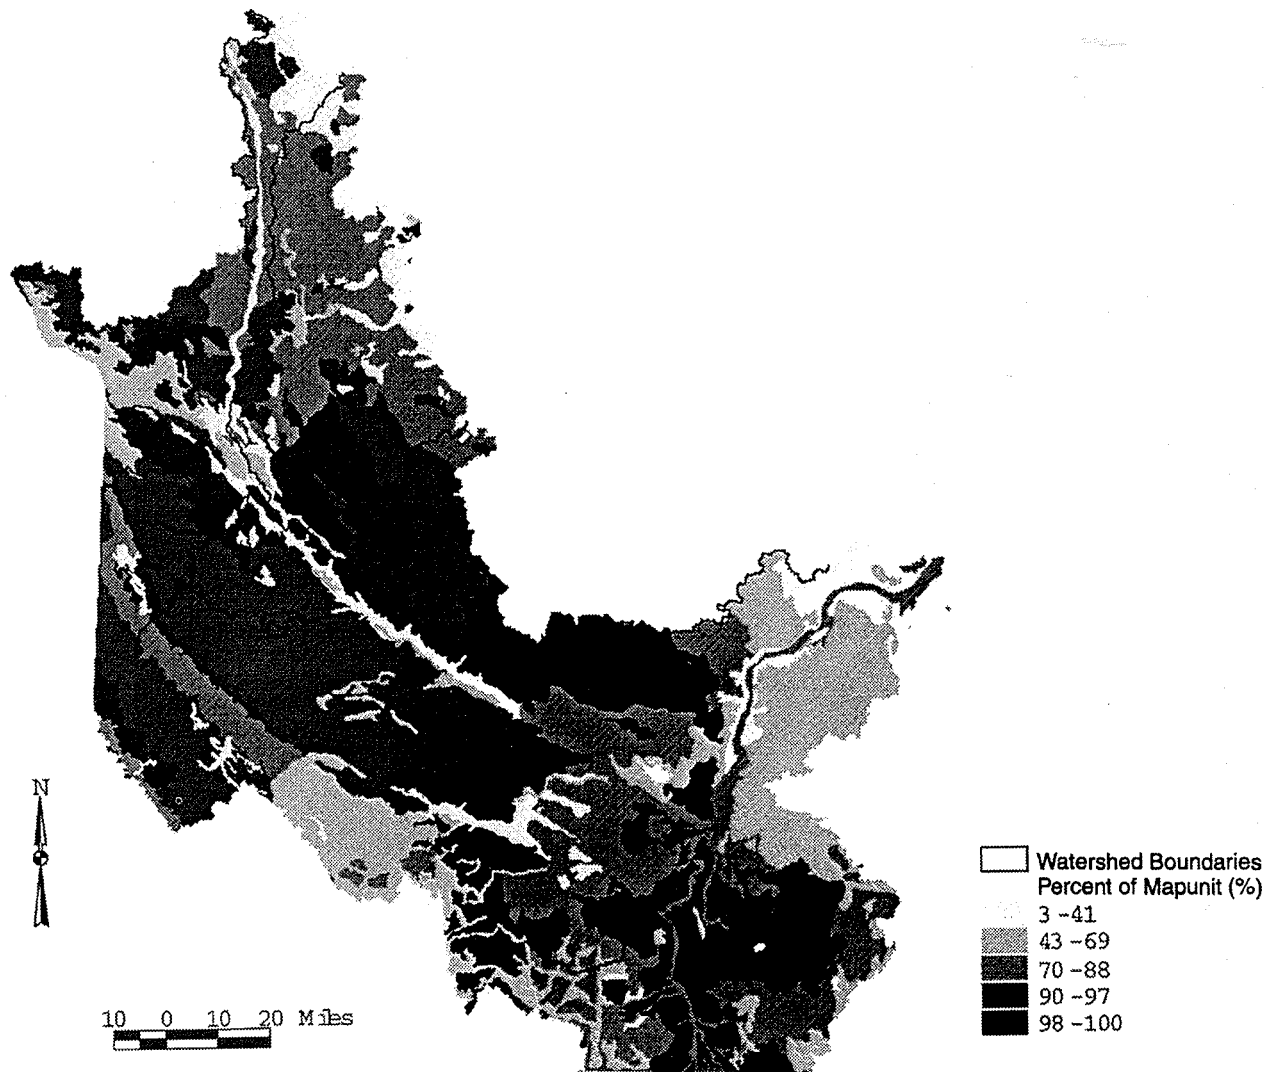 N
10 0 10 20 Miles
Watershed Boundaries
Percent of Mapunit (%)
3 -41
43 -69
70 -88
90 -97
98 -100